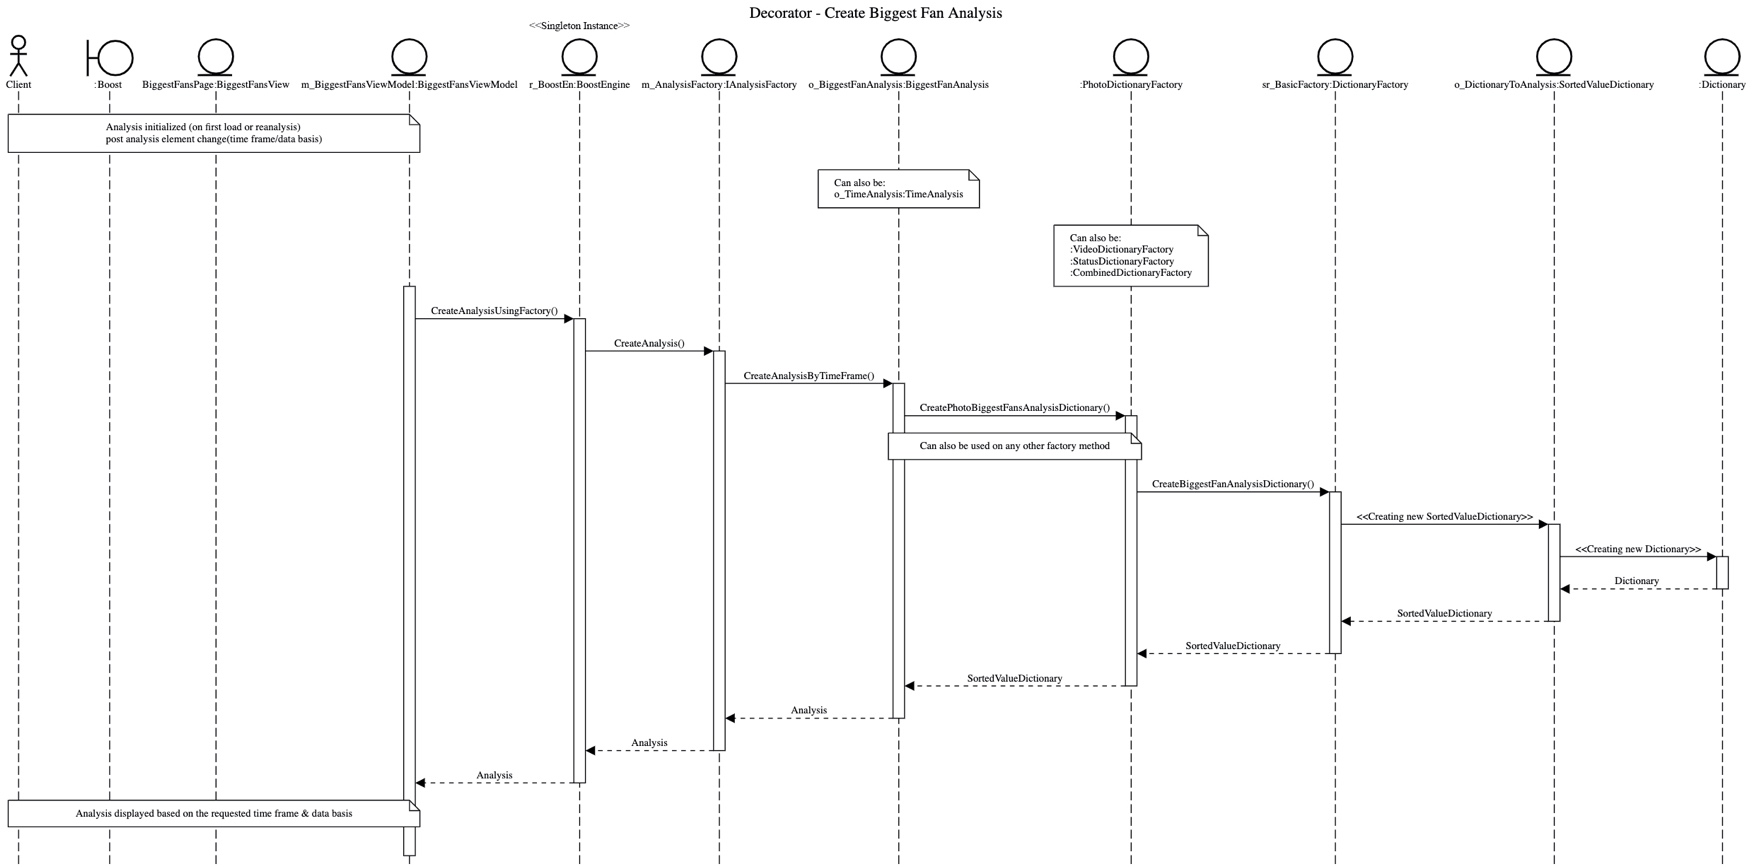 Decorator - Create Biggest Fan Analysis
<<Singleton Instance>>
Client
:Boost
BiggestFansPage:BiggestFansView
m_BiggestFansViewModel:BiggestFansViewModel
r_BoostEn:BoostEngine
m_AnalysisFactory:IAnalysisFactory
o_BiggestFanAnalysis:BiggestFanAnalysis
:PhotoDictionaryFactory
sr_BasicFactory:DictionaryFactory
o_DictionaryToAnalysis:SortedValueDictionary
:Dictionary
Analysis initialized (on first load or reanalysis)
post analysis element change(time frame/data basis)
Can also be:
o_TimeAnalysis:TimeAnalysis
Can also be:
:VideoDictionaryFactory
:StatusDictionaryFactory
:CombinedDictionaryFactory
CreateAnalysisUsingFactory()
CreateAnalysis()
CreateAnalysisByTimeFrame()
CreatePhotoBiggestFansAnalysisDictionary()
Can also be used on any other factory method
CreateBiggestFanAnalysisDictionary()
<<Creating new SortedValueDictionary>>
<<Creating new Dictionary>>
Dictionary
SortedValueDictionary
SortedValueDictionary
SortedValueDictionary
Analysis
Analysis
Analysis
Analysis displayed based on the requested time frame & data basis